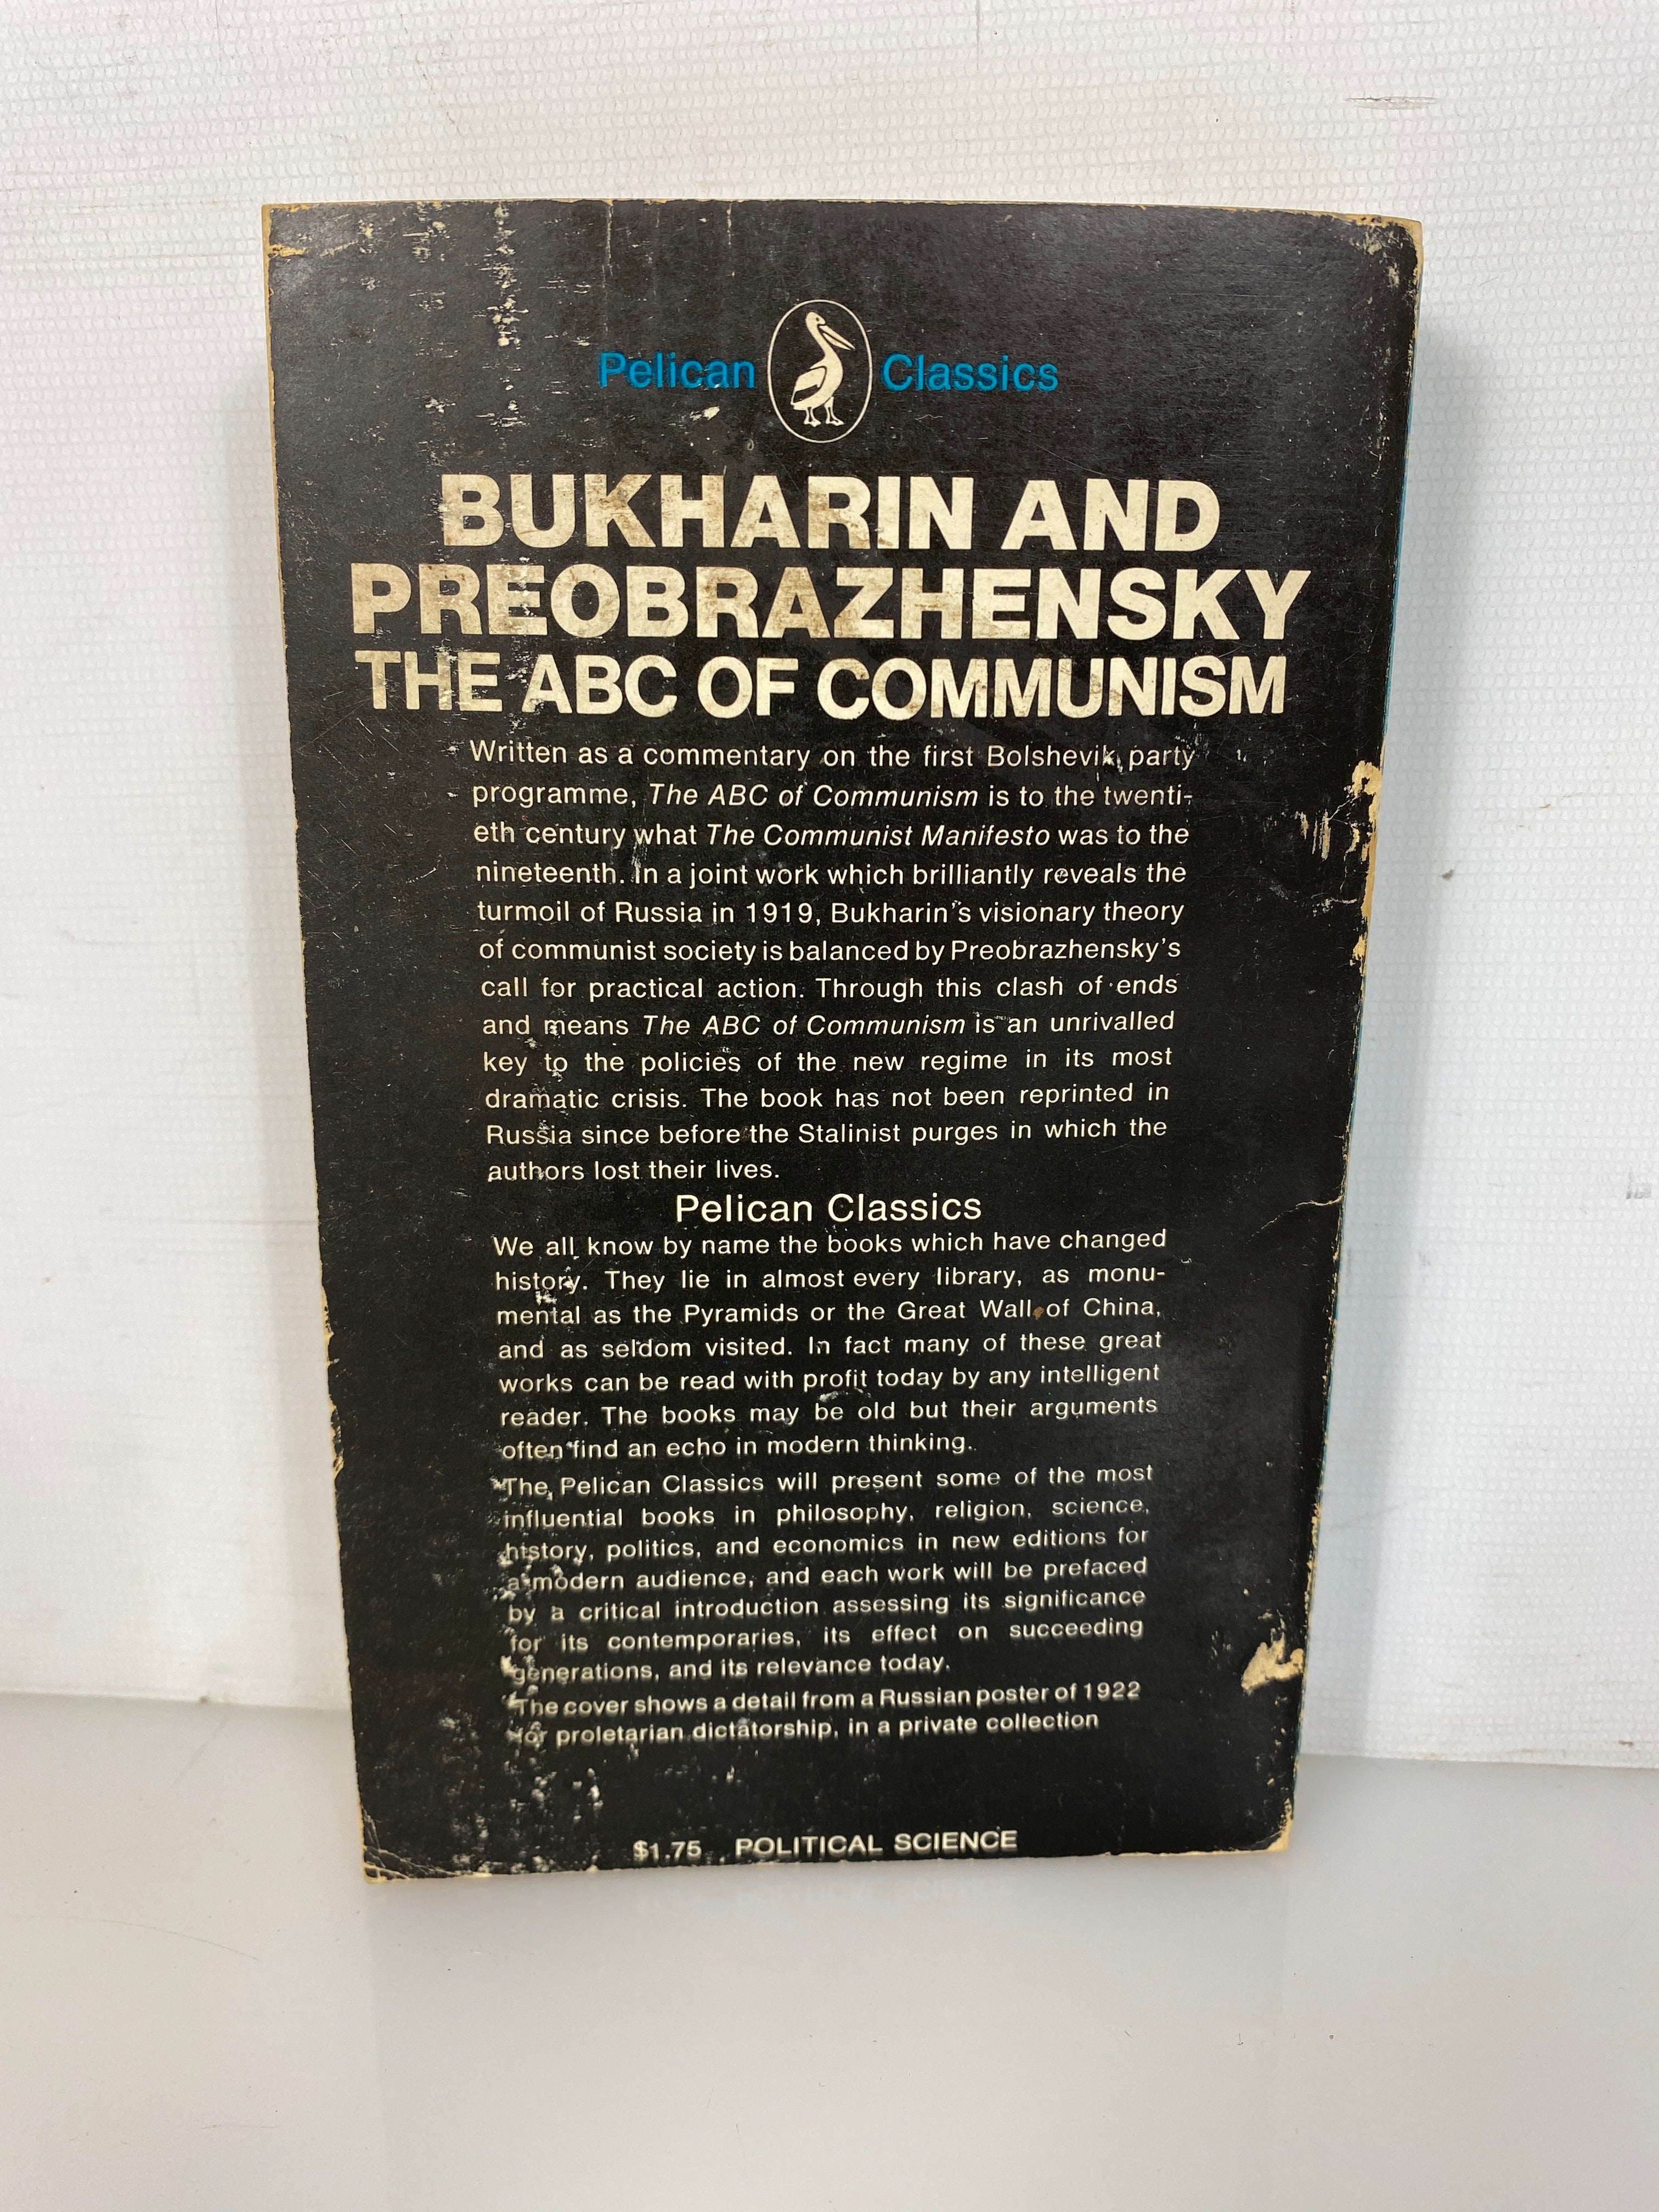 Pelican Classics
BUKHARIN AND
PREOBRAZHENSKY
THE ABC OF COMMUNISM
Written as a commentary on the first Bolshevik party
programme, The ABC of Communism is to the twenti-
eth century what The Communist Manifesto was to the
nineteenth. In a joint work which brilliantly reveals the
turmoil of Russia in 1919, Bukharin's visionary theory
of communist society is balanced by Preobrazhensky's
call for practical action. Through this clash of ends
and means The ABC of Communism is an unrivalled
key to the policies of the new regime in its most
dramatic crisis. The book has not been reprinted in
Russia since before the Stalinist purges in which the
authors lost their lives.
Pelican Classics
We all know by name the books which have changed
history. They lie in almost every library, as monu-
mental as the Pyramids or the Great Wall of China,
and as seldom visited. In fact many of these great
works can be read with profit today by any intelligent
reader. The books may be old but their arguments
often find an echo in modern thinking.
The Pelican Classics will present some of the most
influential books in philosophy, religion, science,
history, politics, and economics in new editions for
a modern audience, and each work will be prefaced
by a critical introduction assessing its significance
for its contemporaries, its effect on succeeding
generations, and its relevance today.
The cover shows a detail from a Russian poster of 1922
for proletarian dictatorship, in a private collection
$1.75 POLITICAL SCIENCE